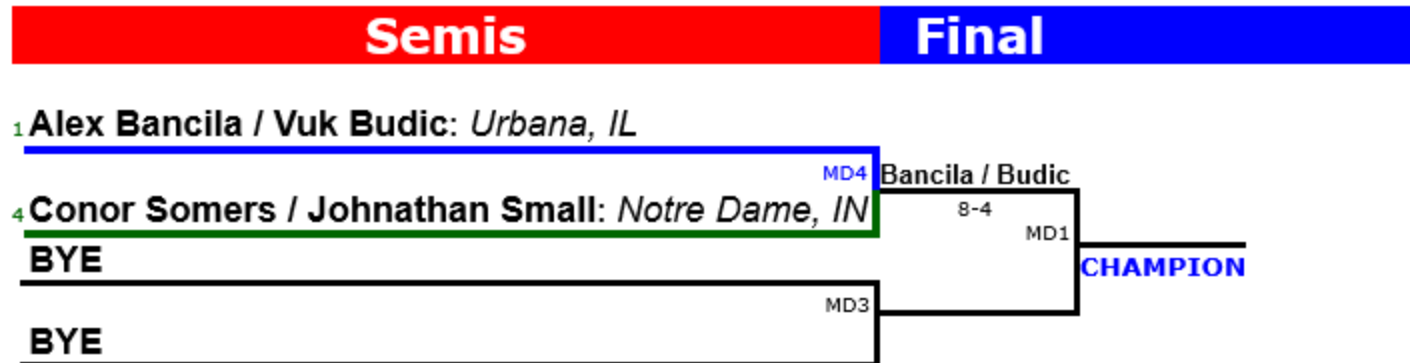 Semis Final
1 Alex Bancila / Vuk Budic: Urbana, IL
MD4 Bancila / Budic
4 Conor Somers / Johnathan Small: Notre Dame, IN
8-4
MD1
BYE
CHAMPION
MD3
BYE